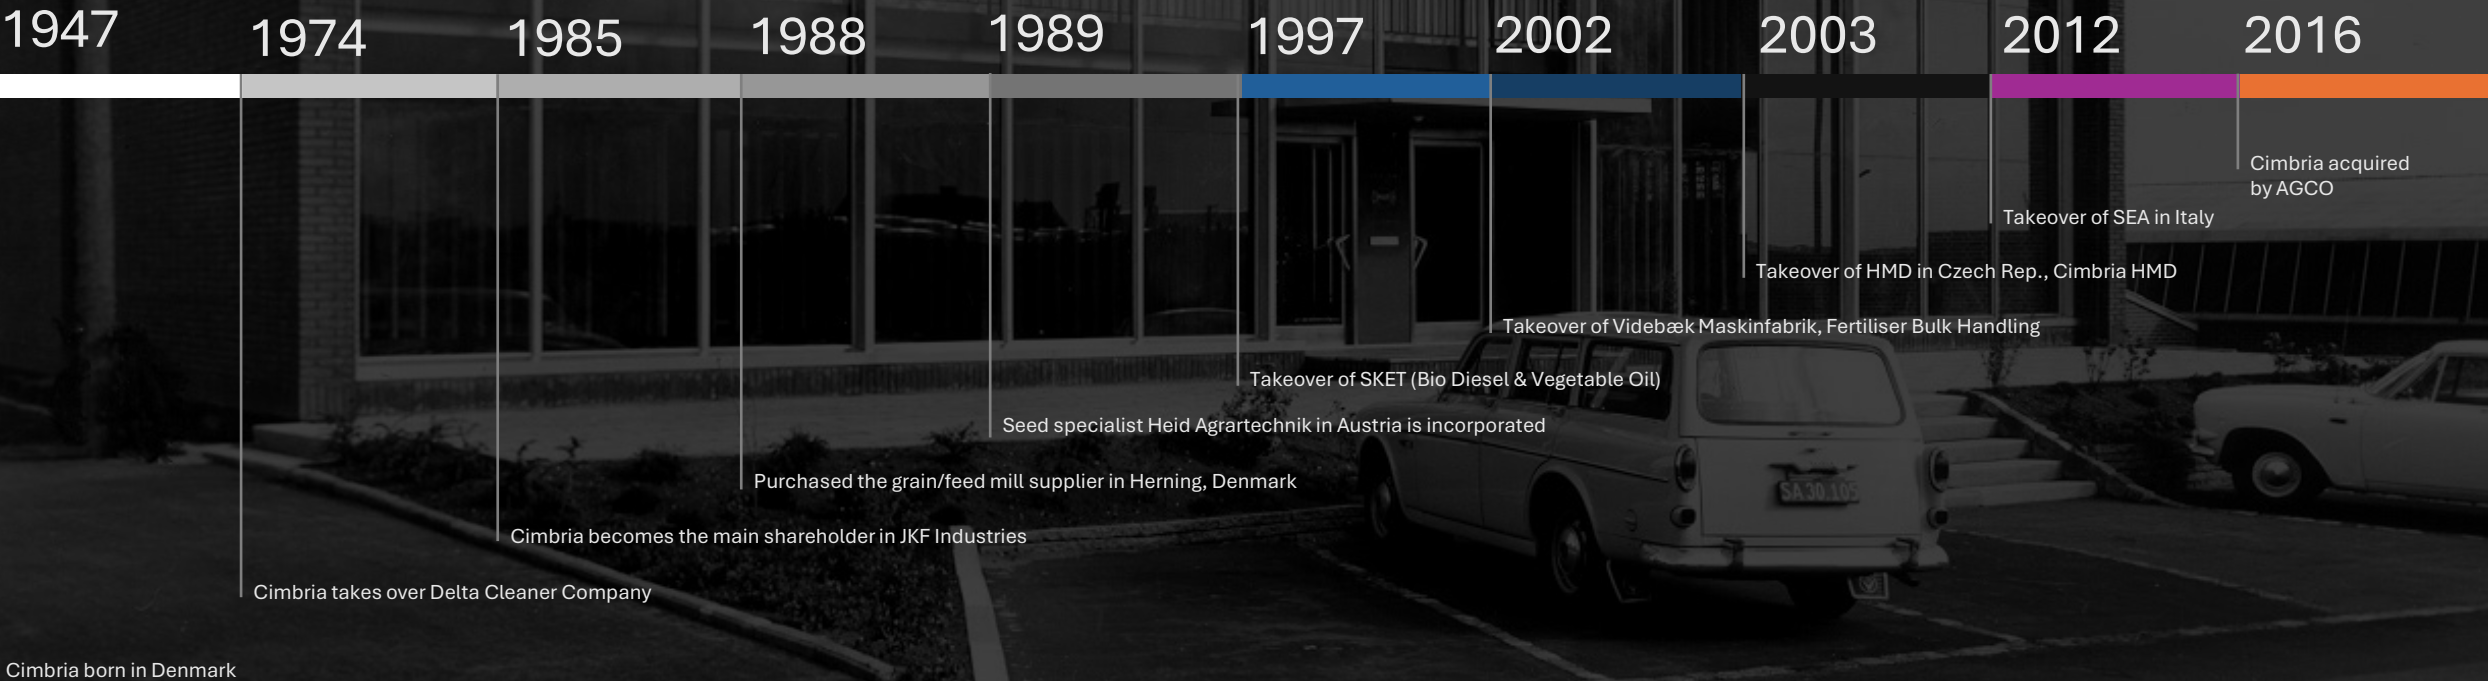 1947
1974
1985
1988
1989
1997
2002
2003
2012
2016
Cimbria acquired
by AGCO
Takeover of SEA in Italy
Takeover of HMD in Czech Rep., Cimbria HMD
Takeover of Videbæk Maskinfabrik, Fertiliser Bulk Handling
Takeover of SKET (Bio Diesel & Vegetable Oil)
Seed specialist Heid Agrartechnik in Austria is incorporated
Purchased the grain/feed mill supplier in Herning, Denmark
Cimbria becomes the main shareholder in JKF Industries
Cimbria takes over Delta Cleaner Company
Cimbria born in Denmark
SA 30 105